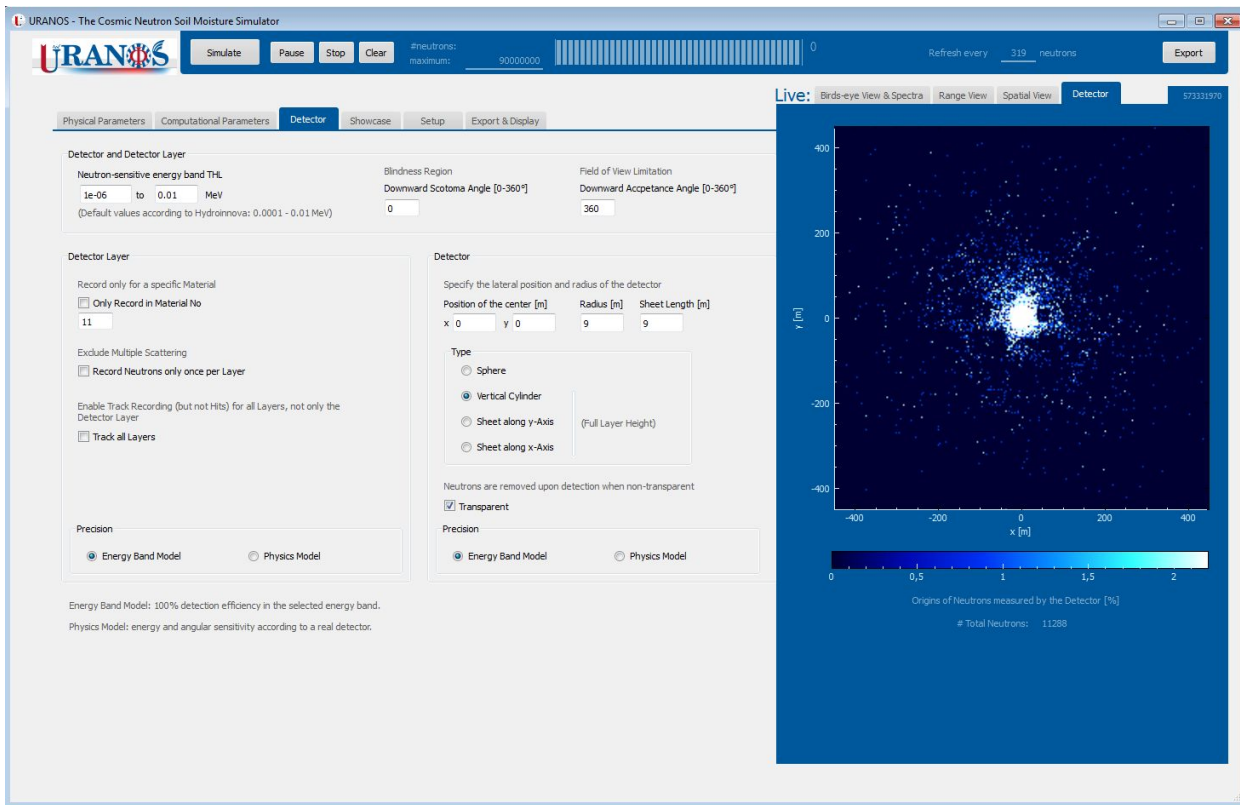 URANOS - The Cosmic Neutron Soil Moisture Simulator
URANOS
Simulate Pause Stop Clear
#neutrons:
maximum: 90000000
0
Refresh every 319 neutrons
Export
Live: Birds-eye View & Spectra Range View Spatial View Detector 573331970
Physical Parameters Computational Parameters Detector Showcase Setup Export & Display
Detector and Detector Layer
Neutron-sensitive energy band THL
1e-06 to 0.01 MeV
(Default values according to Hydroinnova: 0.0001 - 0.01 MeV)
Blindness Region
Downward Scotoma Angle [0-360°]
0
Field of View Limitation
Downward Accpetance Angle [0-360°]
360
Detector Layer
Record only for a specific Material
Only Record in Material No
11
Exclude Multiple Scattering
Record Neutrons only once per Layer
Enable Track Recording (but not Hits) for all Layers, not only the
Detector Layer
Track all Layers
Precision
Energy Band Model Physics Model
Detector
Specify the lateral position and radius of the detector
Position of the center [m] Radius [m] Sheet Length [m]
x 0 y 0 9 9
Type
Sphere
Vertical Cylinder
Sheet along y-Axis (Full Layer Height)
Sheet along x-Axis
Neutrons are removed upon detection when non-transparent
Transparent
Precision
Energy Band Model Physics Model
Energy Band Model: 100% detection efficiency in the selected energy band.
Physics Model: energy and angular sensitivity according to a real detector.
400
200
0
-200
-400
y [m]
-400 -200 0 200 400
x [m]
0 0,5 1 1,5 2
Origins of Neutrons measured by the Detector [%]
# Total Neutrons: 11288